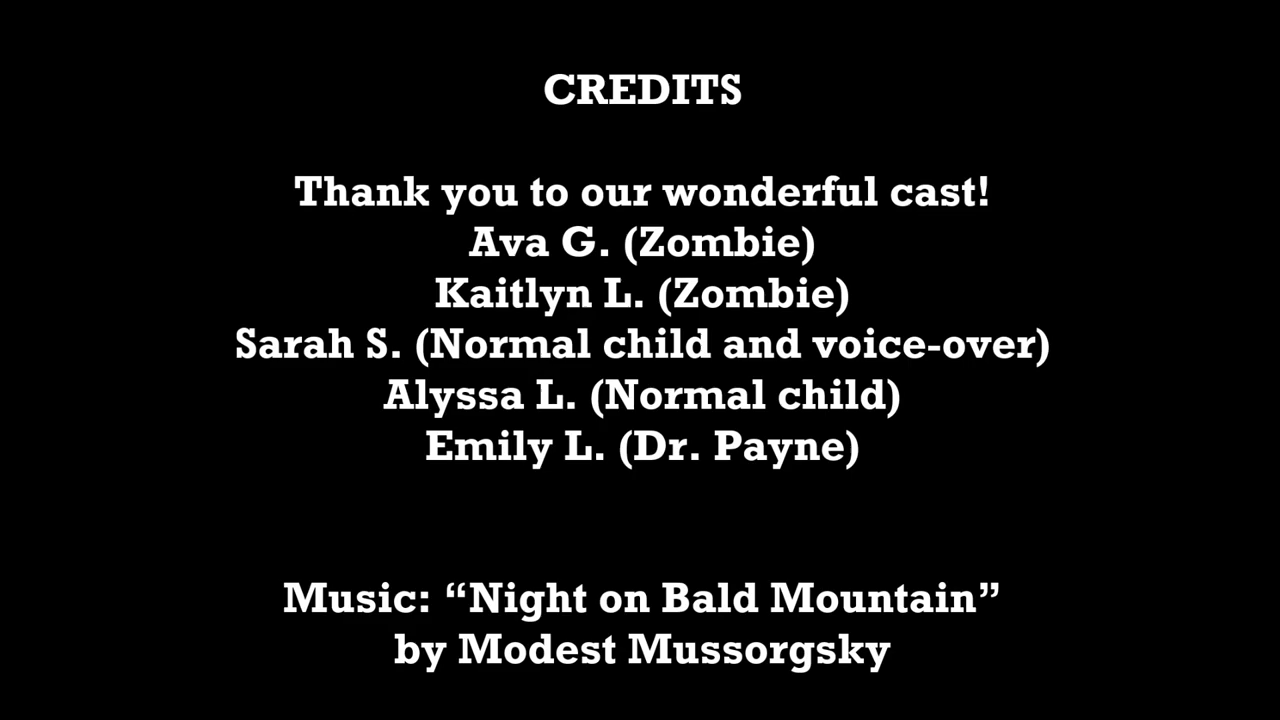 CREDITS
Thank you to our wonderful cast!
Ava G. (Zombie)
Kaitlyn L. (Zombie)
Sarah S. (Normal child and voice-over)
Alyssa L. (Normal child)
Emily L. (Dr. Payne)
Music: “Night on Bald Mountain”
by Modest Mussorgsky